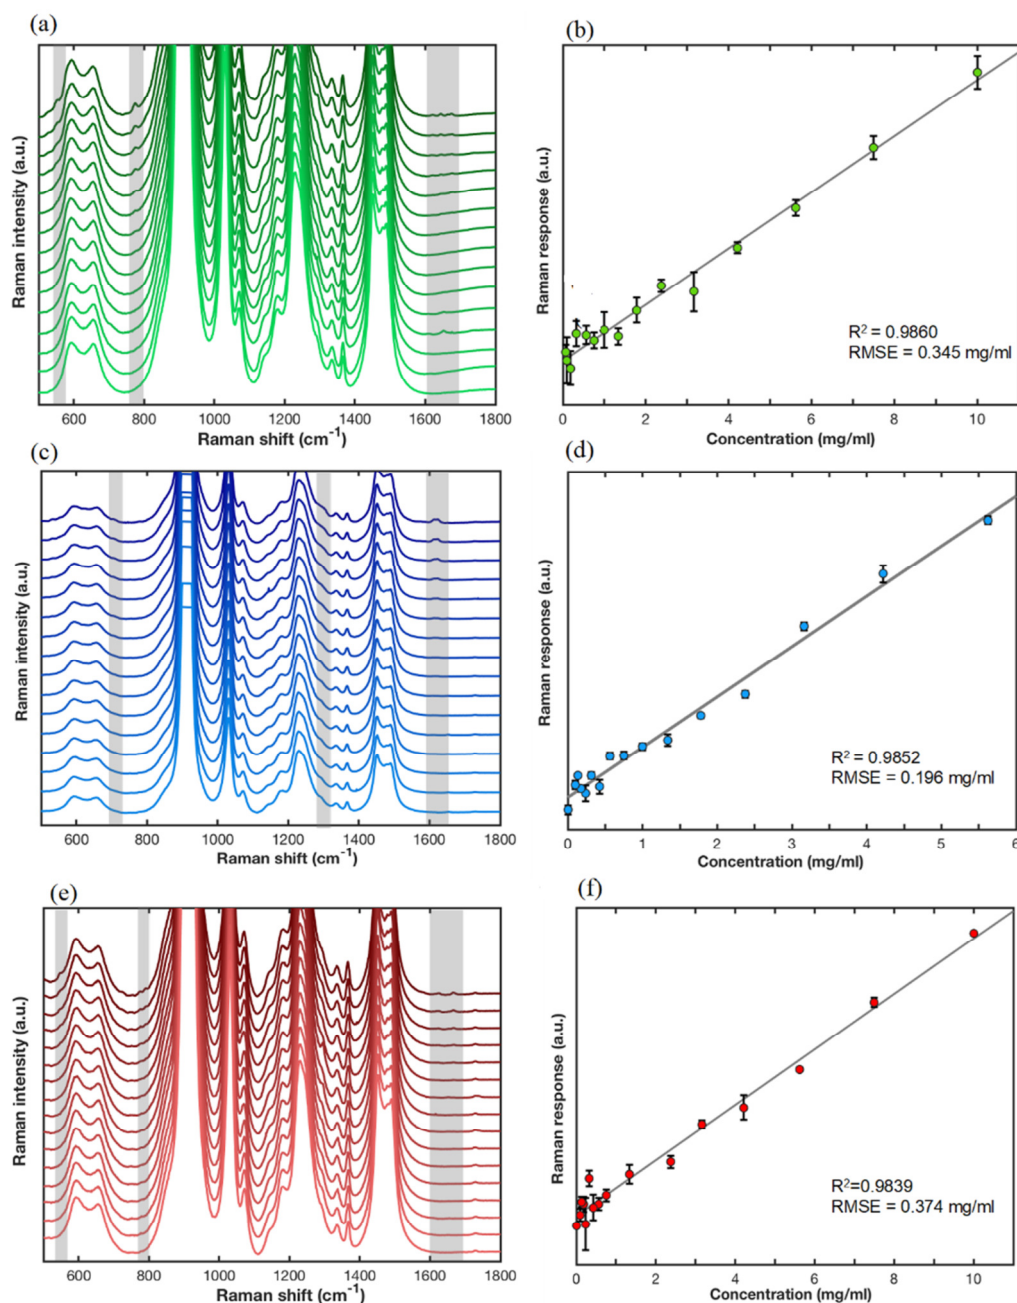 (a)
Raman intensity (a.u.)
600 800 1000 1200 1400 1600 1800
Raman shift (cm⁻¹)
(b)
Raman response (a.u.)
R² = 0.9860
RMSE = 0.345 mg/ml
0 2 4 6 8 10
Concentration (mg/ml)
(c)
Raman intensity (a.u.)
600 800 1000 1200 1400 1600 1800
Raman shift (cm⁻¹)
(d)
Raman response (a.u.)
R² = 0.9852
RMSE = 0.196 mg/ml
0 1 2 3 4 5 6
Concentration (mg/ml)
(e)
Raman intensity (a.u.)
600 800 1000 1200 1400 1600 1800
Raman shift (cm⁻¹)
(f)
Raman response (a.u.)
R²=0.9839
RMSE = 0.374 mg/ml
0 2 4 6 8 10
Concentration (mg/ml)